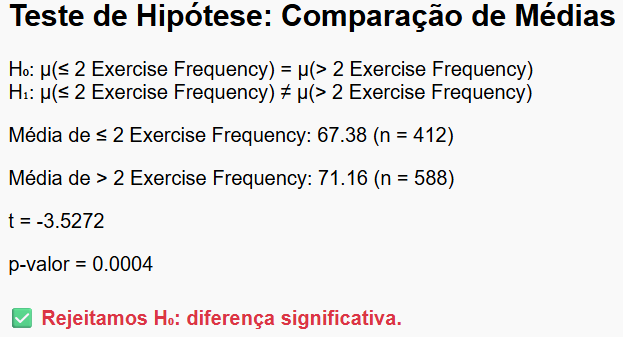 Teste de Hipótese: Comparação de Médias
H₀: μ(≤ 2 Exercise Frequency) = μ(> 2 Exercise Frequency)
H₁: μ(≤ 2 Exercise Frequency) ≠ μ(> 2 Exercise Frequency)
Média de ≤ 2 Exercise Frequency: 67.38 (n = 412)
Média de > 2 Exercise Frequency: 71.16 (n = 588)
t = -3.5272
p-valor = 0.0004
✅ Rejeitamos H₀: diferença significativa.